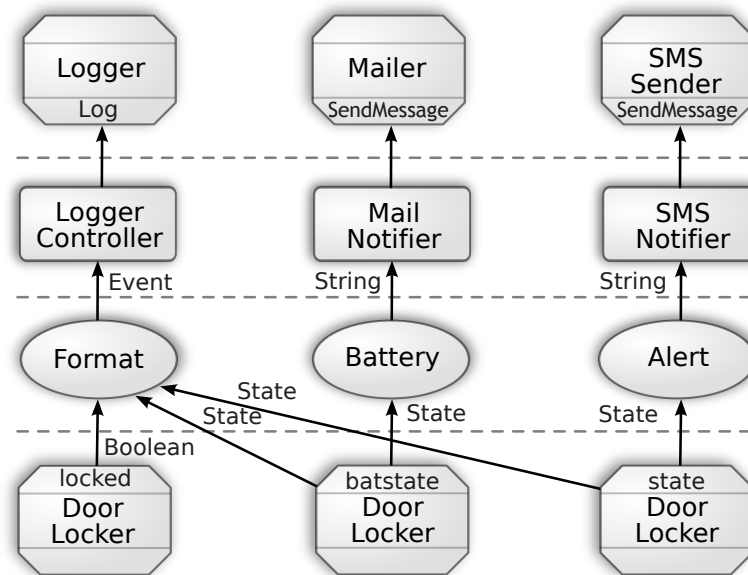 Logger
Log
Mailer
SendMessage
SMS
Sender
SendMessage
Logger
Controller
Mail
Notifier
SMS
Notifier
Event
String
String
Format
Battery
Alert
State
State
State
State
Boolean
locked
Door
Locker
batstate
Door
Locker
state
Door
Locker